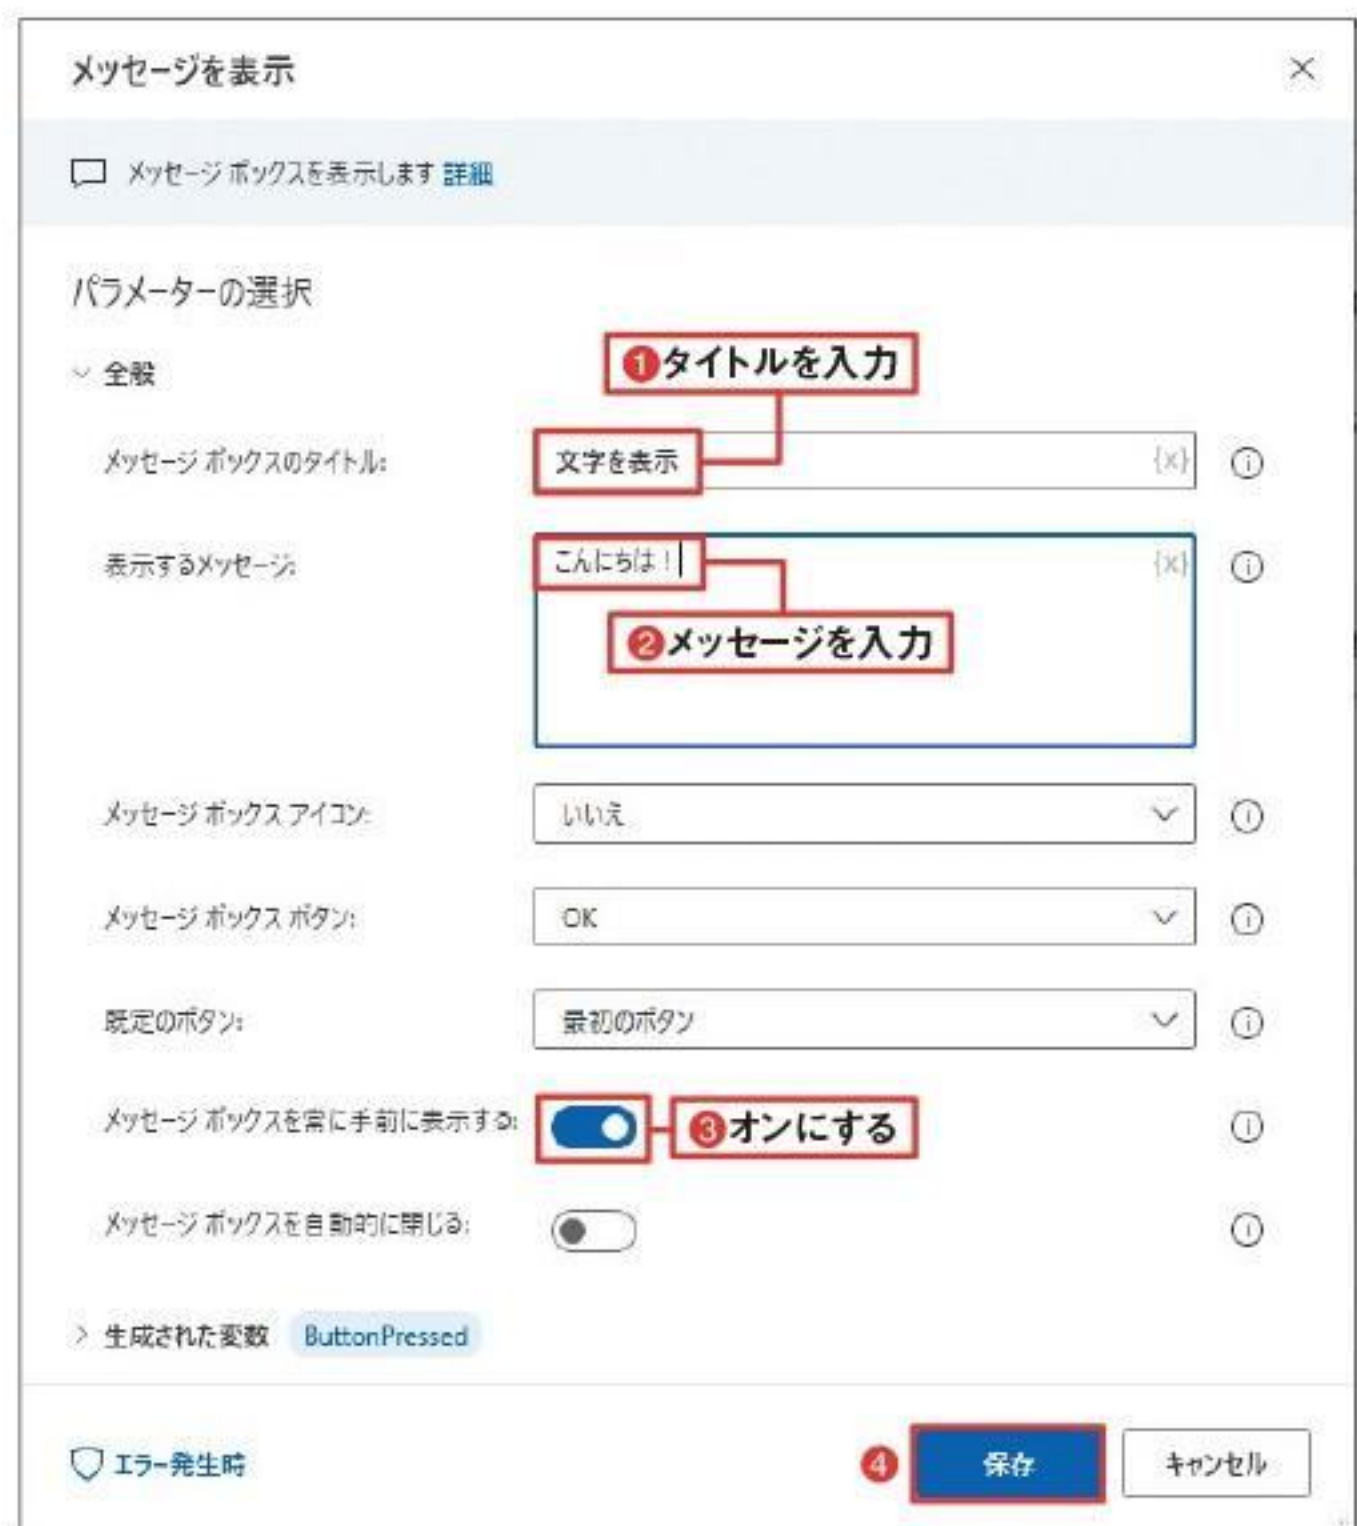 メッセージを表示
メッセージ ボックスを表示します 詳細
パラメーターの選択
全般
❶タイトルを入力
メッセージ ボックスのタイトル:
文字を表示
{x}
表示するメッセージ:
こんにちは！
{x}
❷メッセージを入力
メッセージ ボックス アイコン:
いいえ
メッセージ ボックス ボタン:
OK
既定のボタン:
最初のボタン
メッセージ ボックスを常に手前に表示する:
❸オンにする
メッセージ ボックスを自動的に閉じる:
生成された変数 ButtonPressed
エラー発生時
❹
保存
キャンセル